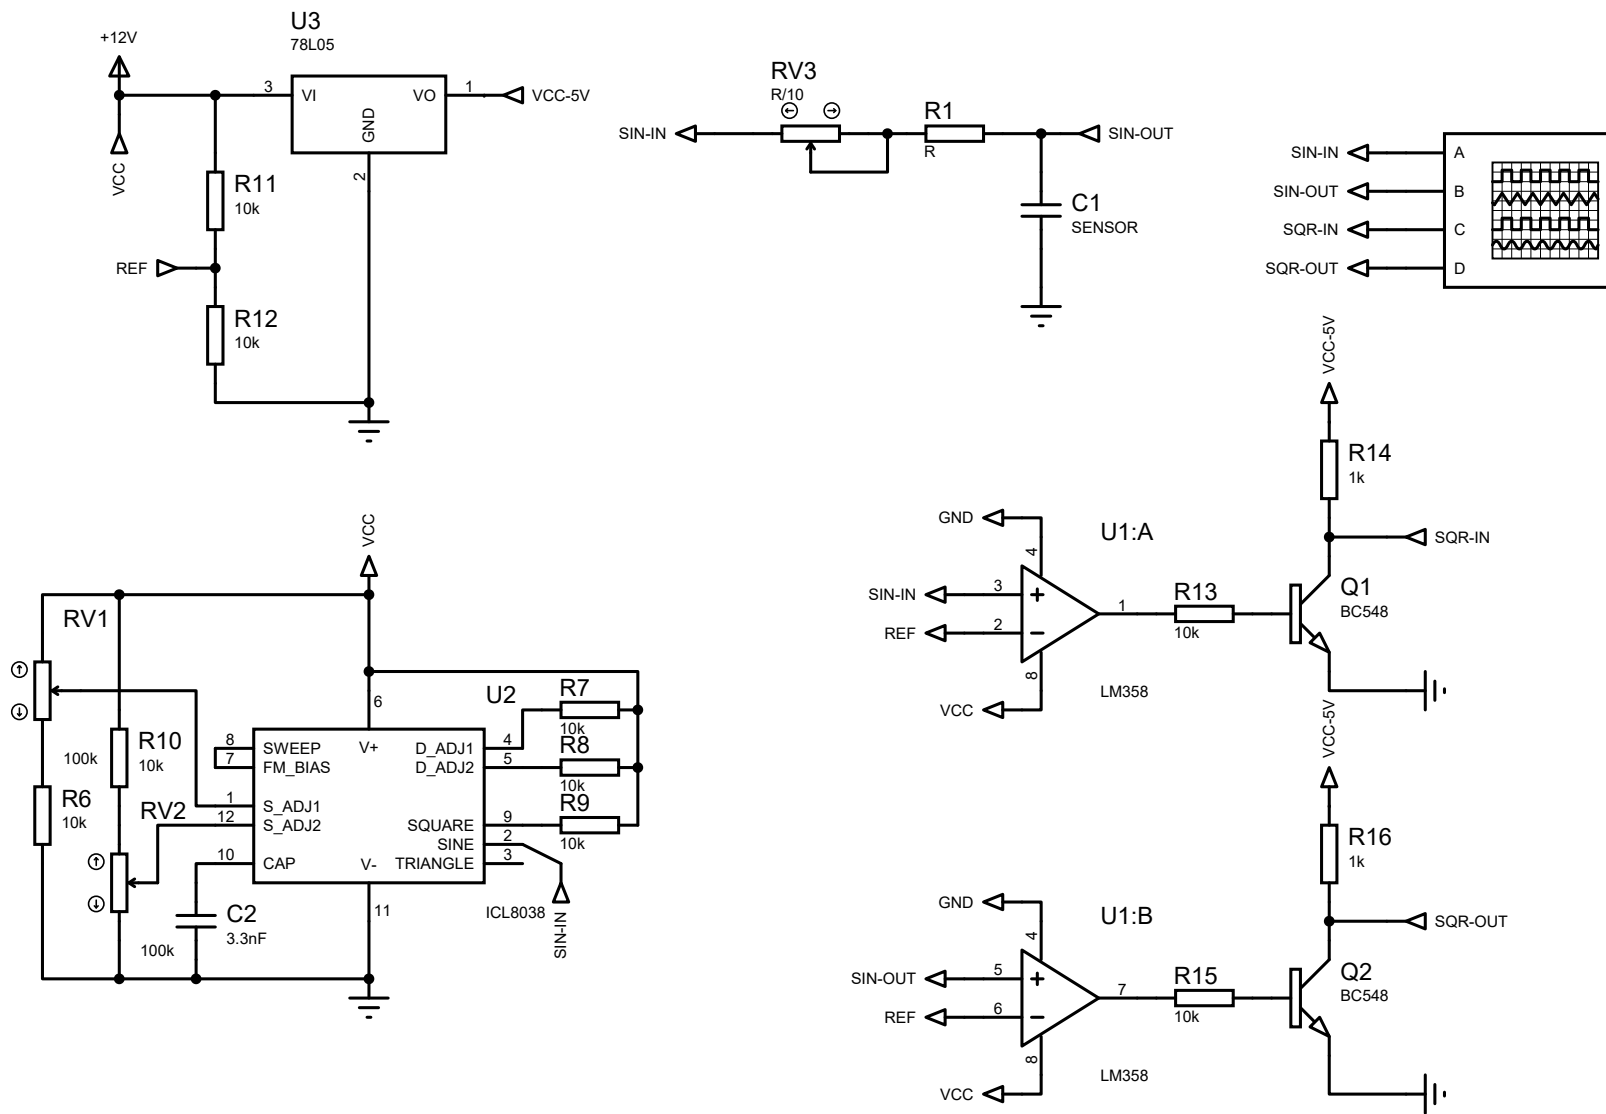 U3
78L05
+12V
3
VI
VO
1
VCC-5V
GND
2
VCC
R11
10k
REF
R12
10k
RV3
R/10
SIN-IN
R1
R
SIN-OUT
C1
SENSOR
SIN-IN
A
SIN-OUT
B
SQR-IN
C
SQR-OUT
D
VCC-5V
R14
1k
GND
4
U1:A
SQR-IN
SIN-IN
3
1
R13
10k
Q1
BC548
REF
2
8
LM358
VCC
VCC
RV1
6
U2
R7
10k
8
SWEEP
V+
D_ADJ1
4
7
FM_BIAS
D_ADJ2
5
R8
10k
100k
R10
10k
R6
10k
RV2
1
S_ADJ1
12
S_ADJ2
SQUARE
9
R9
10k
SINE
2
10
CAP
V-
TRIANGLE
3
C2
3.3nF
11
ICL8038
SIN-IN
100k
VCC-5V
R16
1k
GND
4
U1:B
SQR-OUT
SIN-OUT
5
7
R15
10k
Q2
BC548
REF
6
8
LM358
VCC